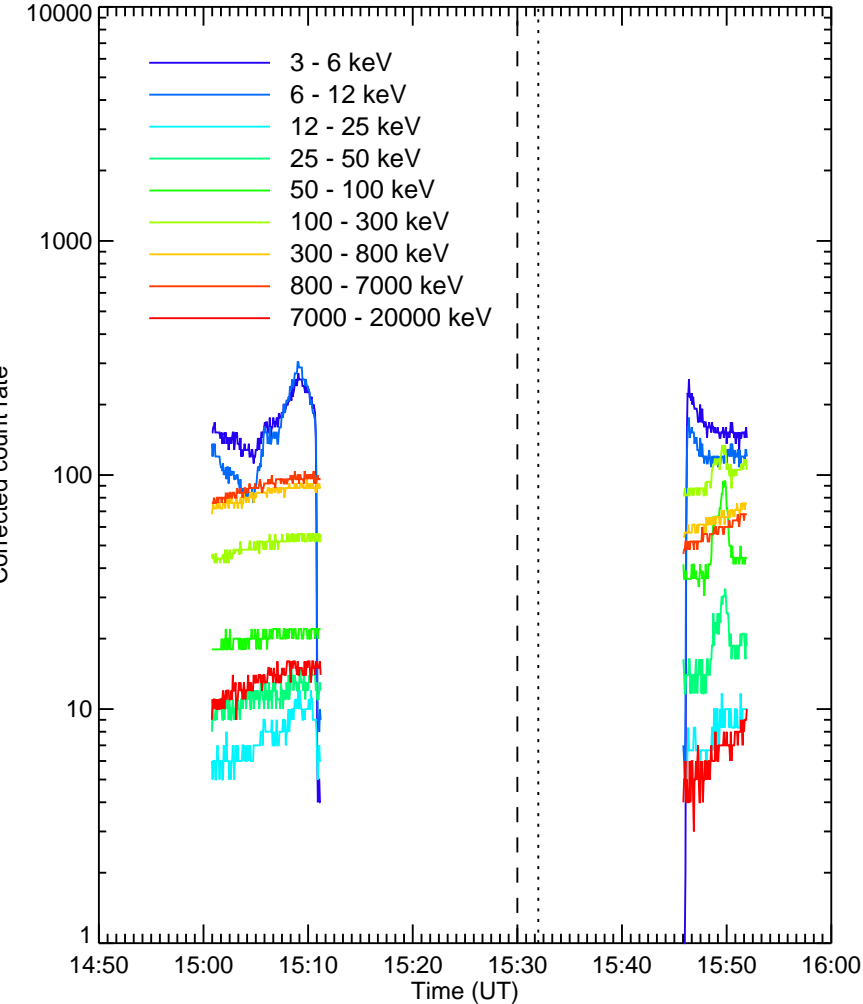 10000
1000
100
10
1
3 - 6 keV
6 - 12 keV
12 - 25 keV
25 - 50 keV
50 - 100 keV
100 - 300 keV
300 - 800 keV
800 - 7000 keV
7000 - 20000 keV
Corrected count rate
14:50 15:00 15:10 15:20 15:30 15:40 15:50 16:00
Time (UT)